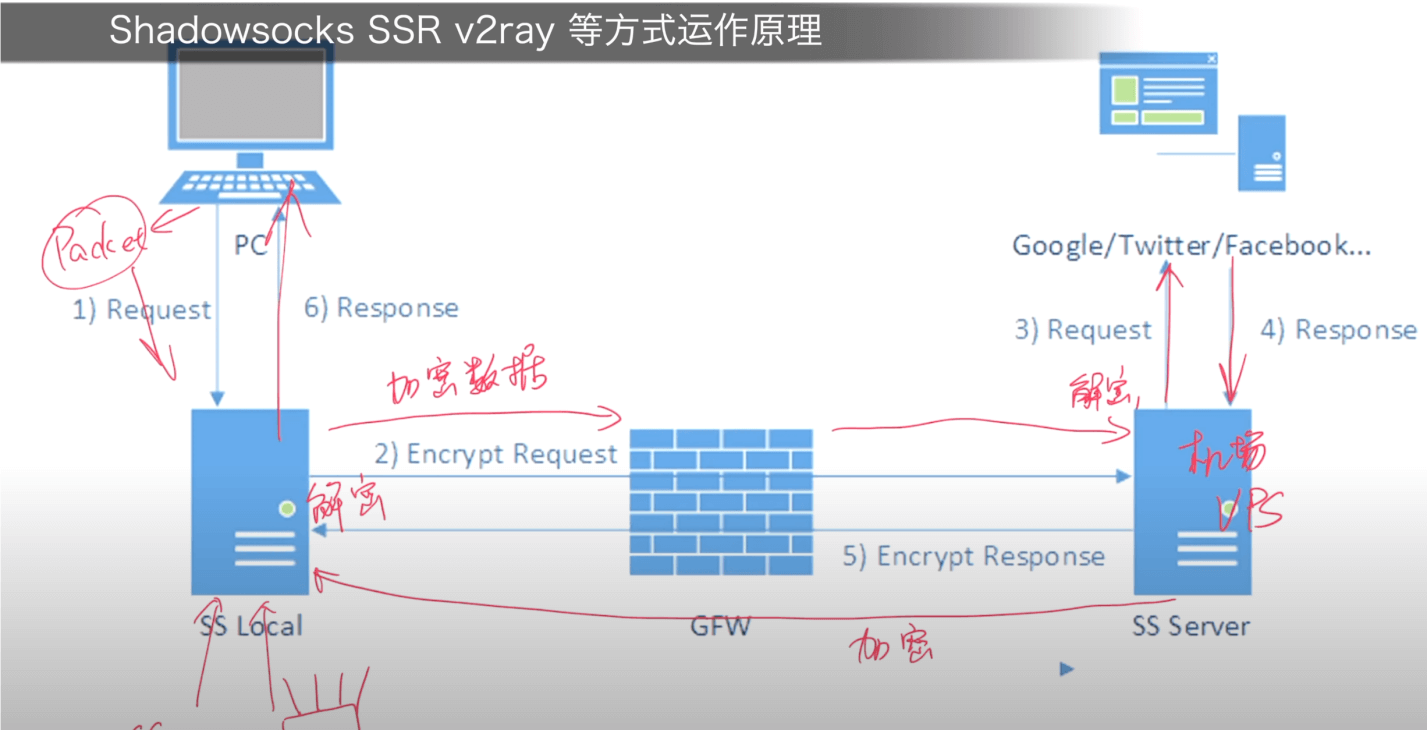 Shadowsocks SSR v2ray 等方式运作原理
Packet
PC
Google/Twitter/Facebook...
1) Request
6) Response
3) Request
4) Response
加密数据
解密
2) Encrypt Request
机场
VPS
解密
5) Encrypt Response
SS Local
GFW
SS Server
加密